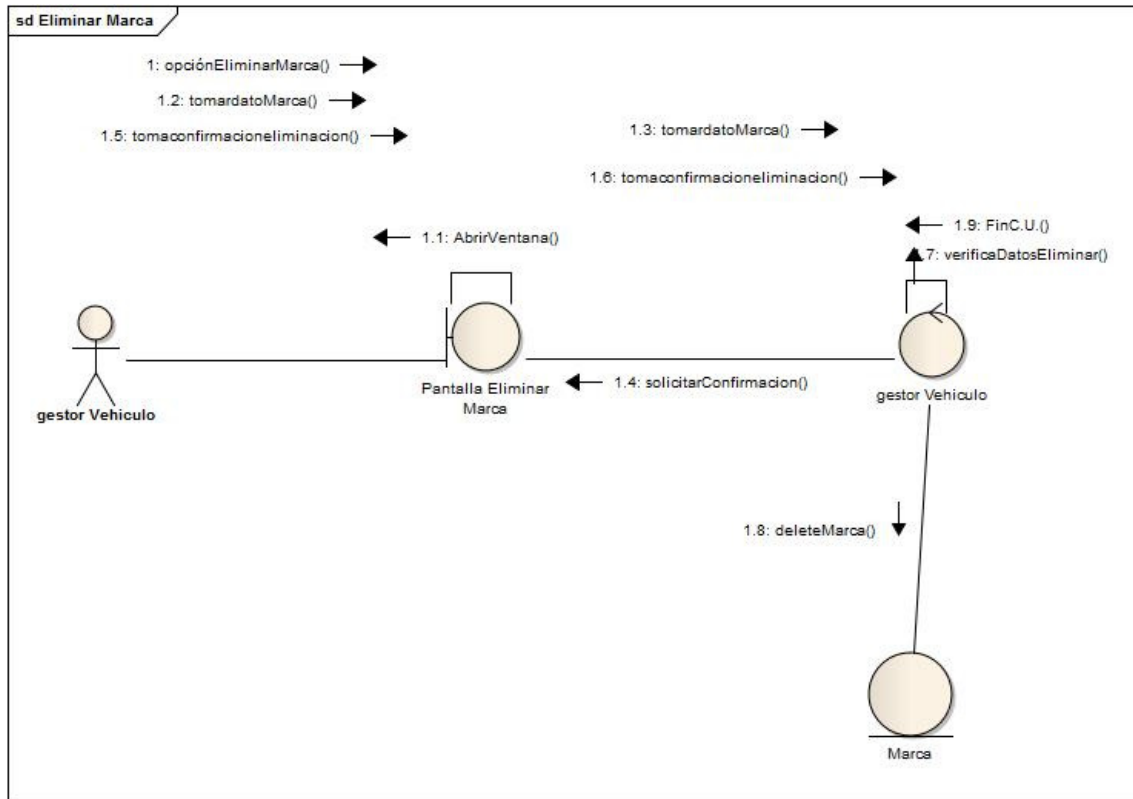 sd Eliminar Marca
1: opciónEliminarMarca()
1.2: tomardatoMarca()
1.5: tomaconfirmacioneliminacion()
1.3: tomardatoMarca()
1.6: tomaconfirmacioneliminacion()
1.9: FinC.U.()
1.1: AbrirVentana()
1.7: verificaDatosEliminar()
Pantalla Eliminar
Marca
1.4: solicitarConfirmacion()
gestor Vehiculo
gestor Vehiculo
1.8: deleteMarca()
Marca